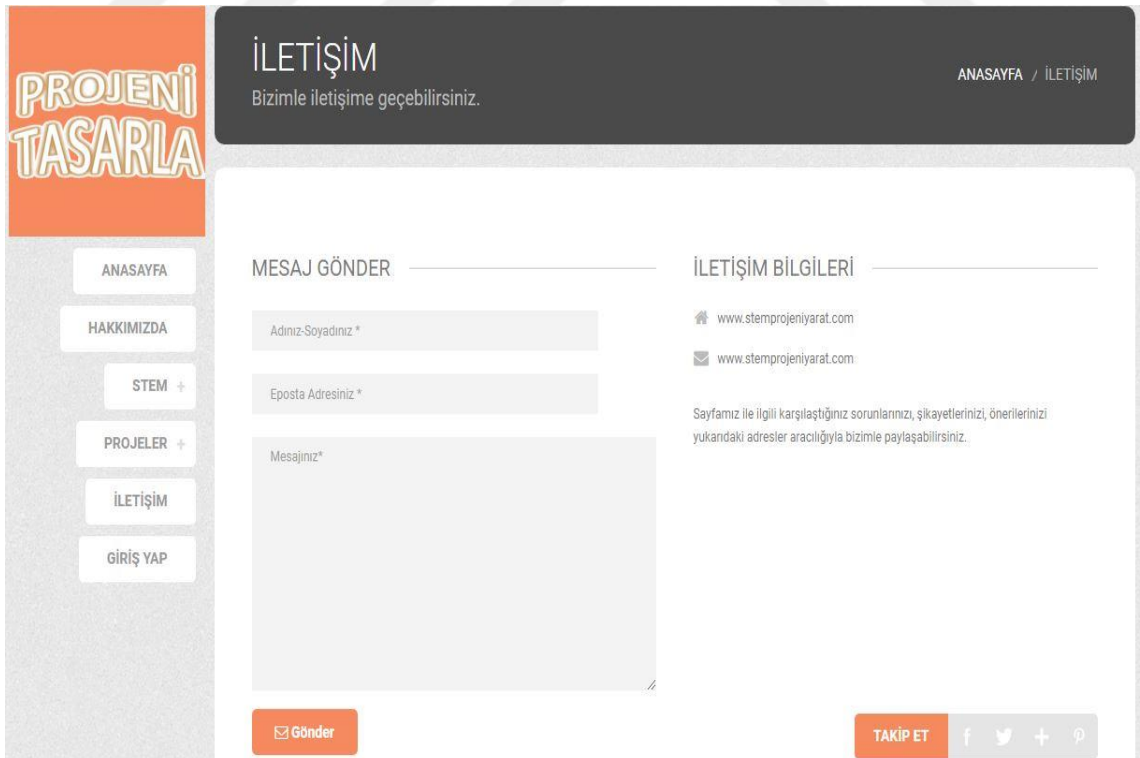 PROJENİ
TASARLA
ANASAYFA
HAKKIMIZDA
STEM +
PROJELER +
İLETİŞİM
GİRİŞ YAP
İLETİŞİM
Bizimle iletişime geçebilirsiniz.
ANASAYFA / İLETİŞİM
MESAJ GÖNDER
Adınız-Soyadınız *
Eposta Adresiniz *
Mesajınız*
Gönder
İLETİŞİM BİLGİLERİ
www.stemprojeniyarat.com
www.stemprojeniyarat.com
Sayfamız ile ilgili karşılaştığınız sorunlarınızı, şikayetlerinizi, önerilerinizi
yukarıdaki adresler aracılığıyla bizimle paylaşabilirsiniz.
TAKİP ET